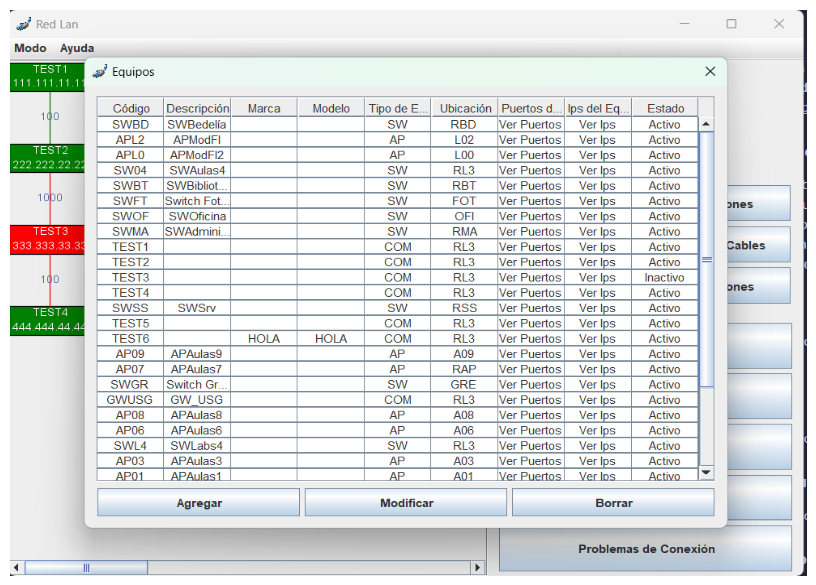 Red Lan
Modo Ayuda
TEST1
111.111.11.11
100
TEST2
222.222.22.22
1000
TEST3
333.333.33.33
100
TEST4
444.444.44.44
Equipos
Código Descripción Marca Modelo Tipo de E... Ubicación Puertos d... Ips del Eq... Estado
SWBD SWBedelía SW RBD Ver Puertos Ver Ips Activo
APL2 APModFI AP L02 Ver Puertos Ver Ips Activo
APL0 APModFI2 AP L00 Ver Puertos Ver Ips Activo
SW04 SWAulas4 SW RL3 Ver Puertos Ver Ips Activo
SWBT SWBibliot... SW RBT Ver Puertos Ver Ips Activo
SWFT Switch Fot... SW FOT Ver Puertos Ver Ips Activo
SWOF SWOficina SW OFI Ver Puertos Ver Ips Activo
SWMA SWAdmini... SW RMA Ver Puertos Ver Ips Activo
TEST1 COM RL3 Ver Puertos Ver Ips Activo
TEST2 COM RL3 Ver Puertos Ver Ips Activo
TEST3 COM RL3 Ver Puertos Ver Ips Inactivo
TEST4 COM RL3 Ver Puertos Ver Ips Activo
SWSS SWSrv SW RSS Ver Puertos Ver Ips Activo
TEST5 COM RL3 Ver Puertos Ver Ips Activo
TEST6 HOLA HOLA COM RL3 Ver Puertos Ver Ips Activo
AP09 APAulas9 AP A09 Ver Puertos Ver Ips Activo
AP07 APAulas7 AP RAP Ver Puertos Ver Ips Activo
SWGR Switch Gr... SW GRE Ver Puertos Ver Ips Activo
GWUSG GW_USG COM RL3 Ver Puertos Ver Ips Activo
AP08 APAulas8 AP A08 Ver Puertos Ver Ips Activo
AP06 APAulas6 AP A06 Ver Puertos Ver Ips Activo
SWL4 SWLabs4 SW RL3 Ver Puertos Ver Ips Activo
AP03 APAulas3 AP A03 Ver Puertos Ver Ips Activo
AP01 APAulas1 AP A01 Ver Puertos Ver Ips Activo
Agregar Modificar Borrar
ones
Cables
ones
Problemas de Conexión